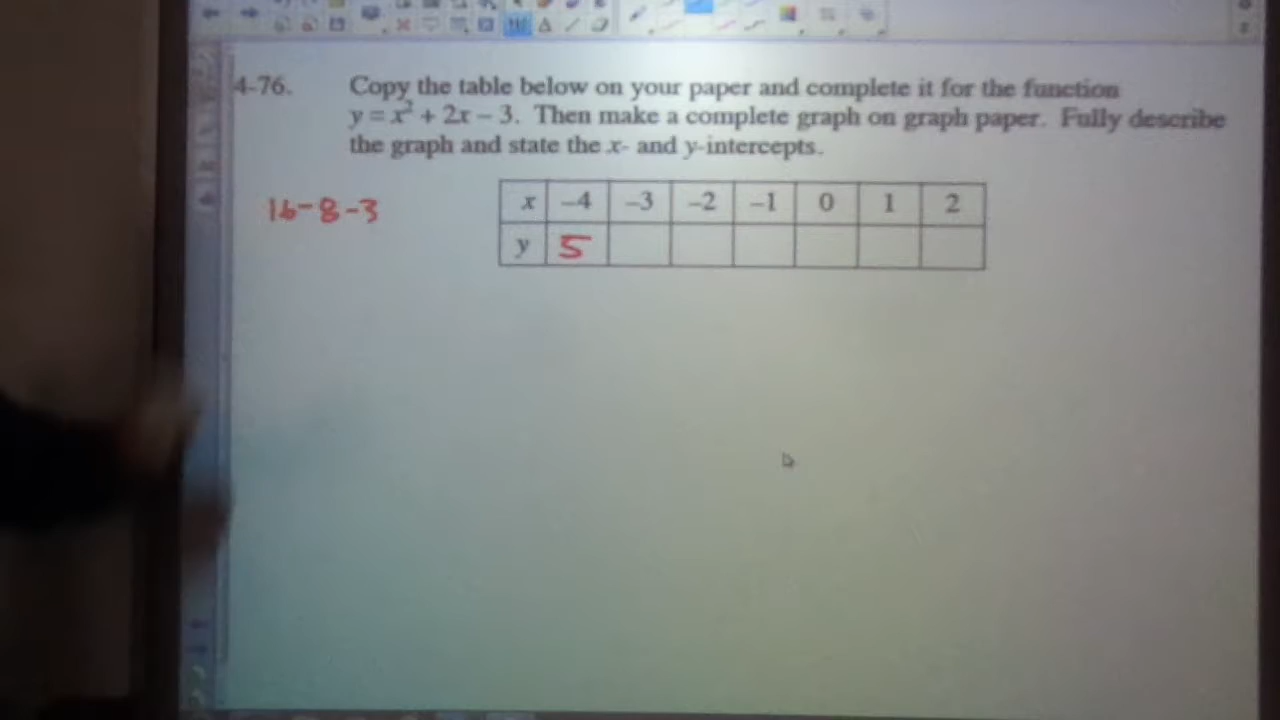 4-76. Copy the table below on your paper and complete it for the function
y = x² + 2x − 3. Then make a complete graph on graph paper. Fully describe
the graph and state the x- and y-intercepts.
16-8-3
x −4 −3 −2 −1 0 1 2
y 5